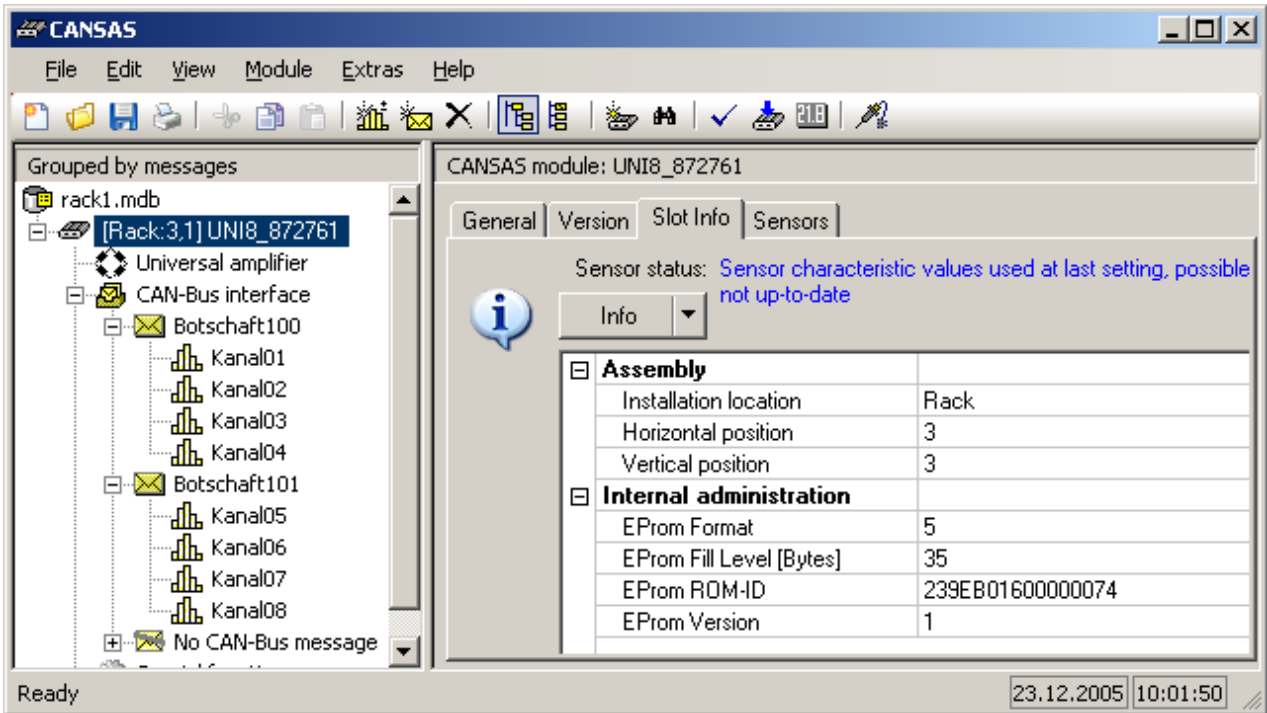 CANSAS
File Edit View Module Extras Help
21.8
Grouped by messages
rack1.mdb
[Rack:3,1] UNI8_872761
Universal amplifier
CAN-Bus interface
Botschaft100
Kanal01
Kanal02
Kanal03
Kanal04
Botschaft101
Kanal05
Kanal06
Kanal07
Kanal08
No CAN-Bus message
CANSAS module: UNI8_872761
General Version Slot Info Sensors
Sensor status: Sensor characteristic values used at last setting, possible
not up-to-date
Info
Assembly
Installation location Rack
Horizontal position 3
Vertical position 3
Internal administration
EProm Format 5
EProm Fill Level [Bytes] 35
EProm ROM-ID 239EB01600000074
EProm Version 1
Ready 23.12.2005 10:01:50